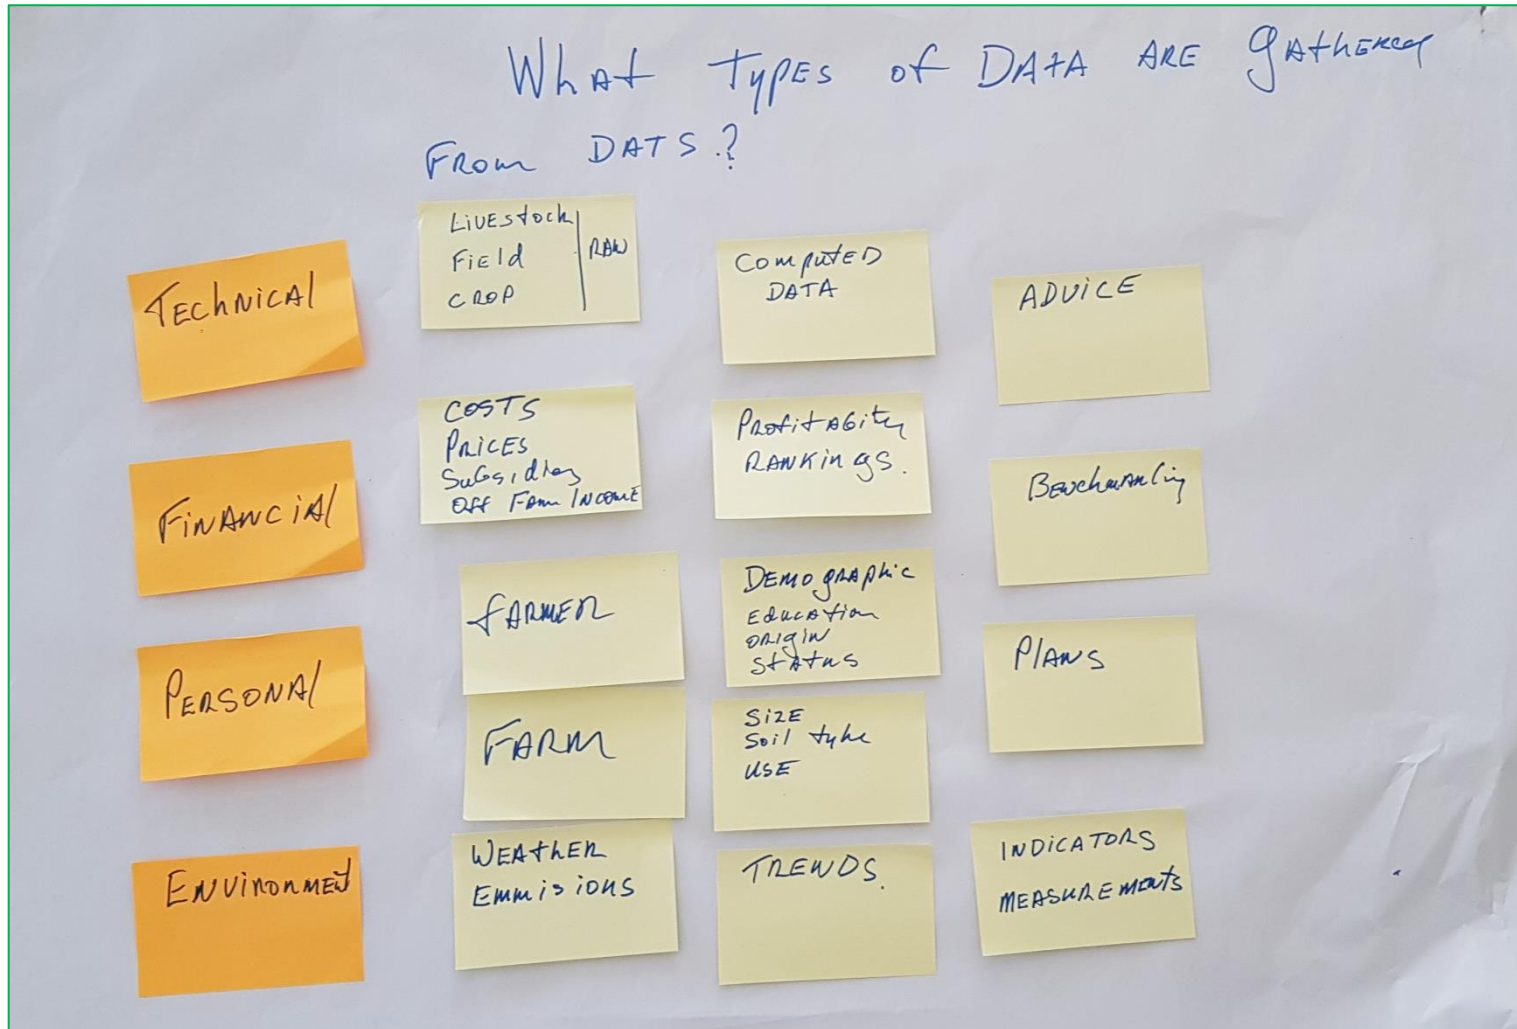 What Types of DATA ARE gathered
From DATS?
Technical
Livestock
Field
CROP
RAW
Computed
DATA
ADVICE
Financial
COSTS
PRICES
Subsidies
OFF Farm INCOME
Profitability
RANKings.
Benchmarking
Personal
FARMER
Demographic
Education
origin
status
Plans
FARM
SIZE
Soil type
USE
Environment
WEATHER
Emmisions
TRENDS.
INDICATORS
MEASUREMENTS